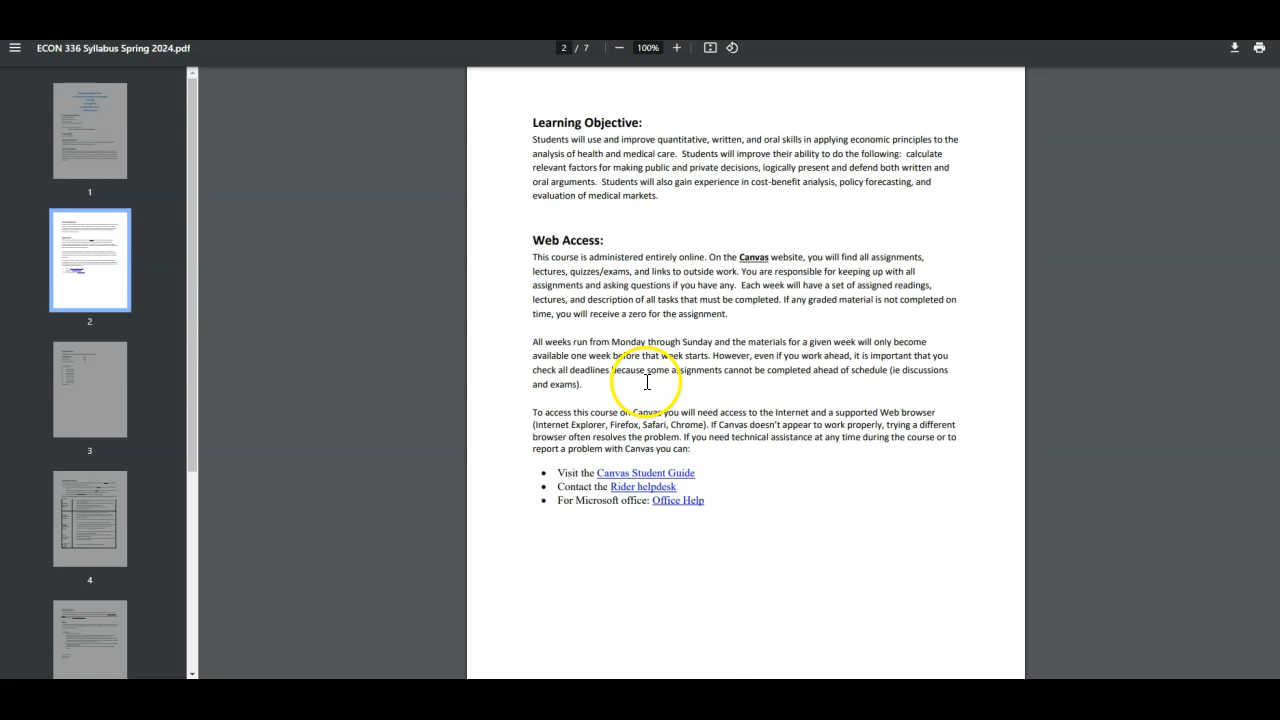 ECON 336 Syllabus Spring 2024.pdf
2 / 7
100%
1
2
3
4
Learning Objective:
Students will use and improve quantitative, written, and oral skills in applying economic principles to the
analysis of health and medical care. Students will improve their ability to do the following: calculate
relevant factors for making public and private decisions, logically present and defend both written and
oral arguments. Students will also gain experience in cost-benefit analysis, policy forecasting, and
evaluation of medical markets.
Web Access:
This course is administered entirely online. On the Canvas website, you will find all assignments,
lectures, quizzes/exams, and links to outside work. You are responsible for keeping up with all
assignments and asking questions if you have any. Each week will have a set of assigned readings,
lectures, and description of all tasks that must be completed. If any graded material is not completed on
time, you will receive a zero for the assignment.
All weeks run from Monday through Sunday and the materials for a given week will only become
available one week before that week starts. However, even if you work ahead, it is important that you
check all deadlines because some assignments cannot be completed ahead of schedule (ie discussions
and exams).
To access this course on Canvas you will need access to the Internet and a supported Web browser
(Internet Explorer, Firefox, Safari, Chrome). If Canvas doesn't appear to work properly, trying a different
browser often resolves the problem. If you need technical assistance at any time during the course or to
report a problem with Canvas you can:
• Visit the Canvas Student Guide
• Contact the Rider helpdesk
• For Microsoft office: Office Help